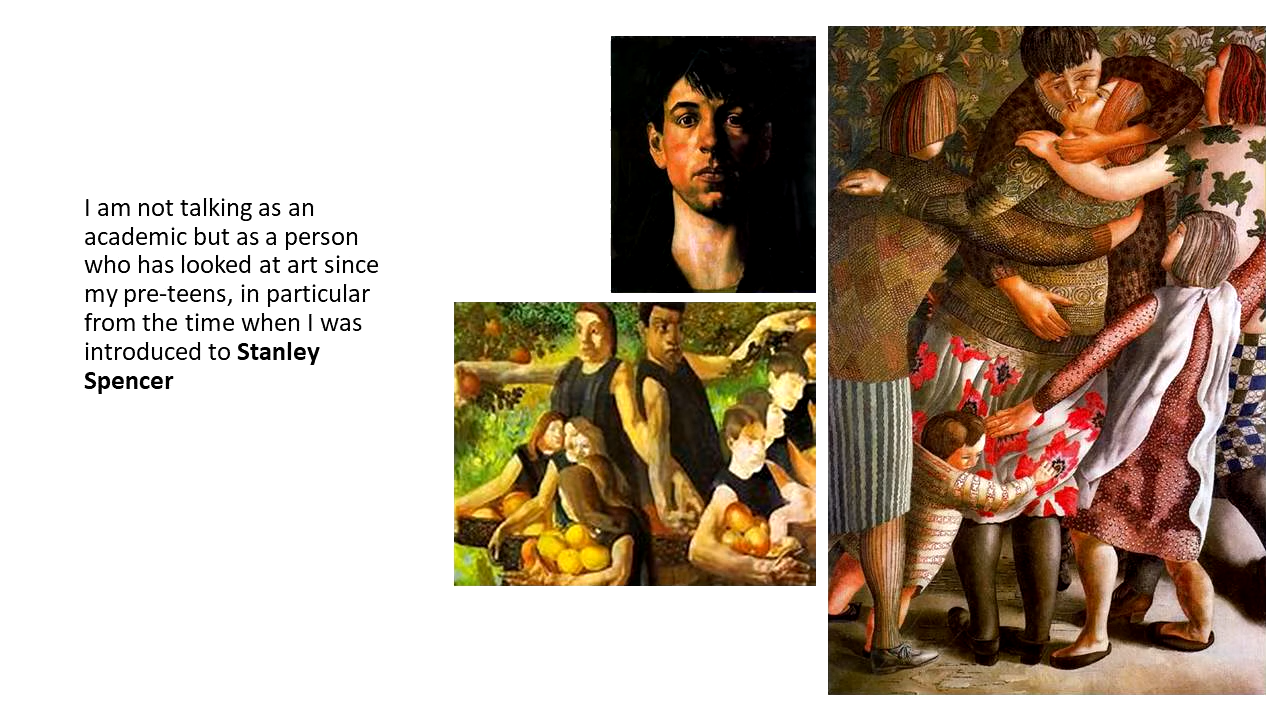 I am not talking as an
academic but as a person
who has looked at art since
my pre-teens, in particular
from the time when I was
introduced to Stanley
Spencer